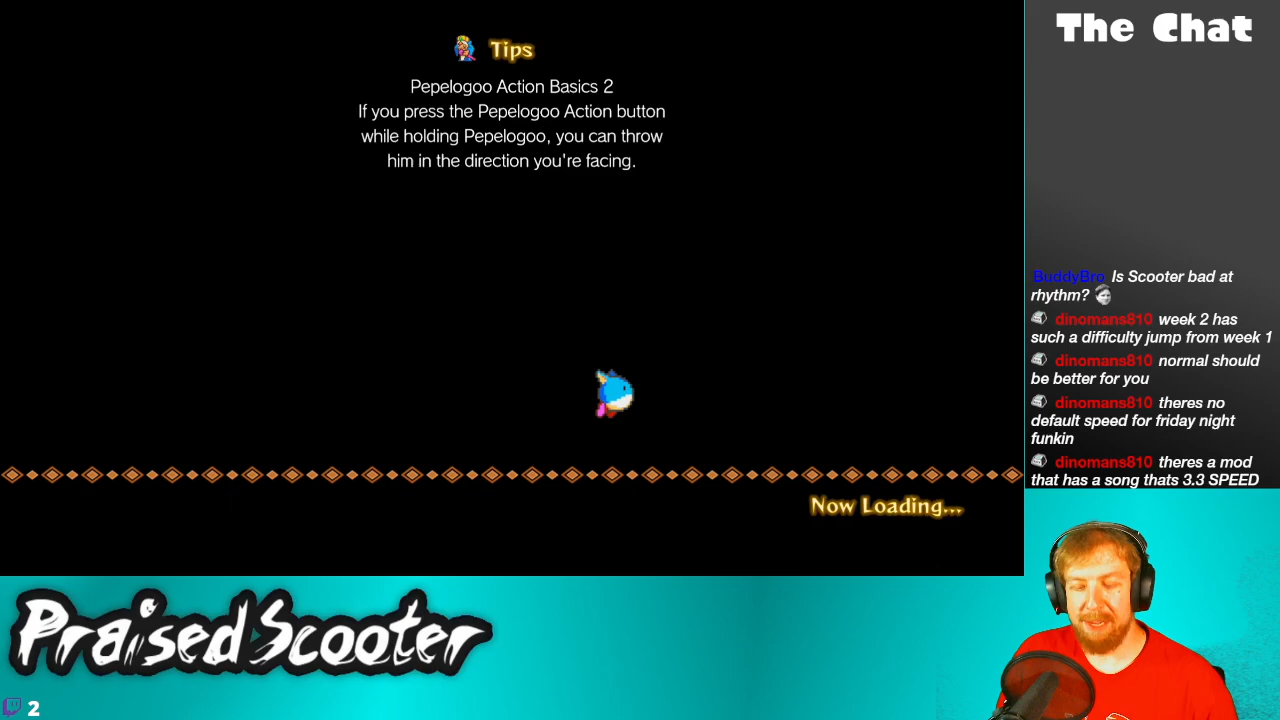 Tips
Pepelogoo Action Basics 2
If you press the Pepelogoo Action button
while holding Pepelogoo, you can throw
him in the direction you're facing.
Now Loading...
The Chat
BuddyBro Is Scooter bad at
rhythm?
dinomans810 week 2 has
such a difficulty jump from week 1
dinomans810 normal should
be better for you
dinomans810 theres no
default speed for friday night
funkin
dinomans810 theres a mod
that has a song thats 3.3 SPEED
PraisedScooter
2